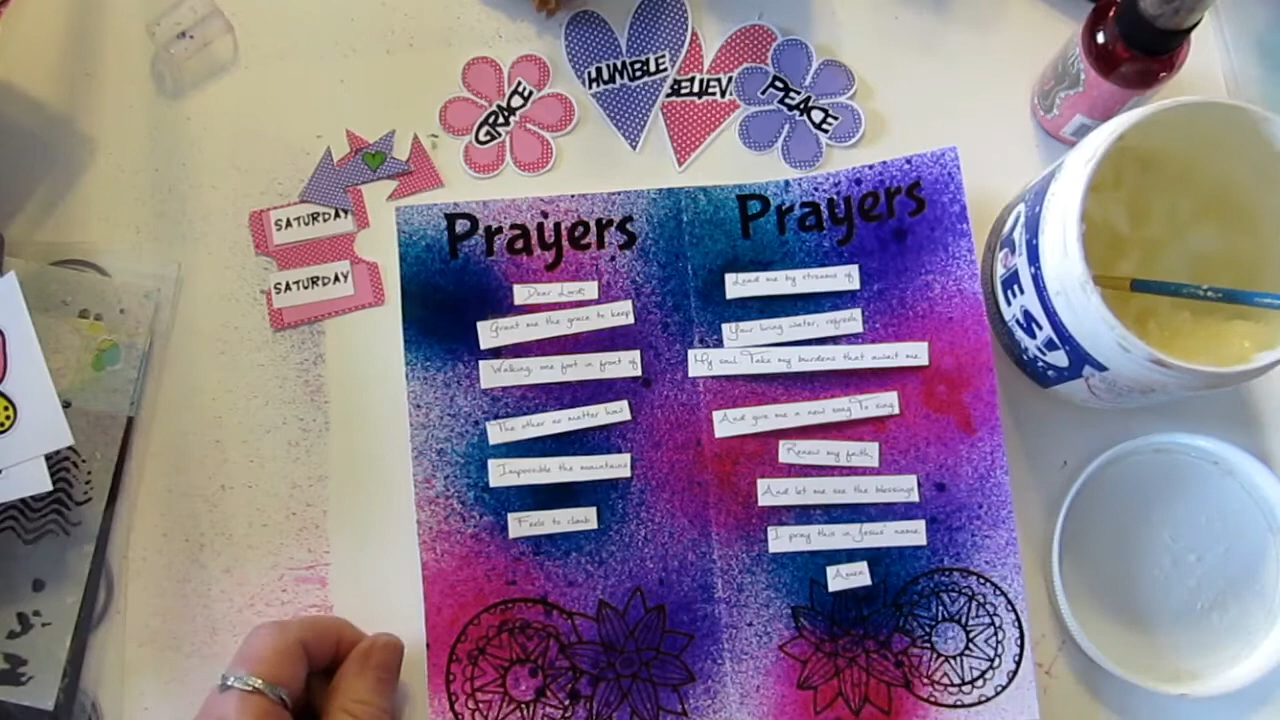 GRACE
HUMBLE
BELIEV
PEACE
SATURDAY
SATURDAY
Prayers
Dear Lord,
Grant me the grace to keep
Walking, one foot in front of
The other no matter how
Impossible the mountains
Feels to climb.
Prayers
Lead me by streams of
Your living water, refresh
My soul. Take my burdens that await me.
And give me a new song To sing.
Renew my faith,
And let me see the blessings
I pray this in Jesus' name.
Amen
RES!